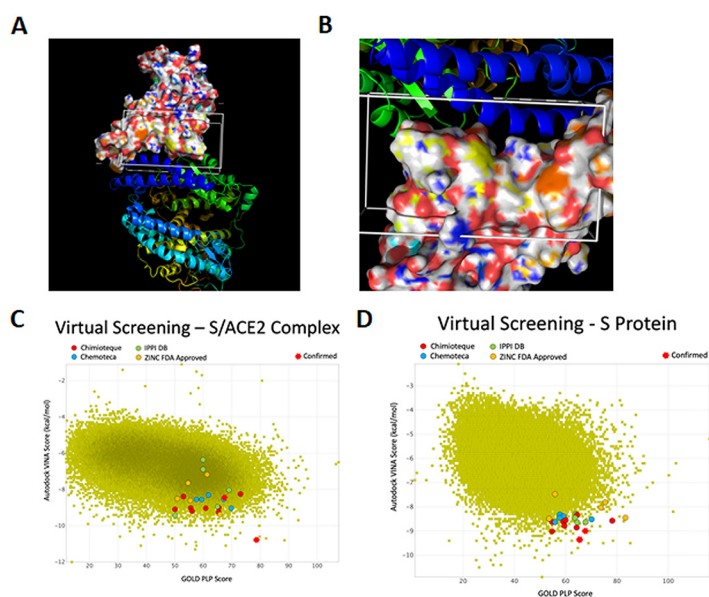 A
B
C
Virtual Screening – S/ACE2 Complex
Chimioteque
IPPI DB
Chemoteca
ZINC FDA Approved
Confirmed
Autodock VINA Score (kcal/mol)
−2
−4
−6
−8
−10
−12
20
30
40
50
60
70
80
90
100
GOLD PLP Score
D
Virtual Screening - S Protein
Chimioteque
IPPI DB
Chemoteca
ZINC FDA Approved
Confirmed
Autodock VINA Score (kcal/mol)
−3
−4
−5
−6
−7
−8
−9
−10
20
40
60
80
100
GOLD PLP Score